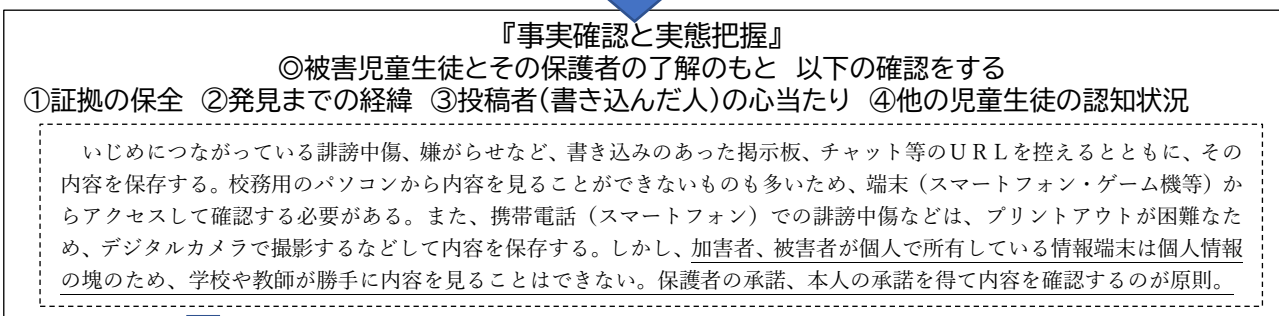 『事実確認と実態把握』
◎被害児童生徒とその保護者の了解のもと 以下の確認をする
①証拠の保全 ②発見までの経緯 ③投稿者(書き込んだ人)の心当たり ④他の児童生徒の認知状況
いじめにつながっている誹謗中傷、嫌がらせなど、書き込みのあった掲示板、チャット等のＵＲＬを控えるとともに、その
内容を保存する。校務用のパソコンから内容を見ることができないものも多いため、端末（スマートフォン・ゲーム機等）か
らアクセスして確認する必要がある。また、携帯電話（スマートフォン）での誹謗中傷などは、プリントアウトが困難なた
め、デジタルカメラで撮影するなどして内容を保存する。しかし、加害者、被害者が個人で所有している情報端末は個人情報
の塊のため、学校や教師が勝手に内容を見ることはできない。保護者の承諾、本人の承諾を得て内容を確認するのが原則。